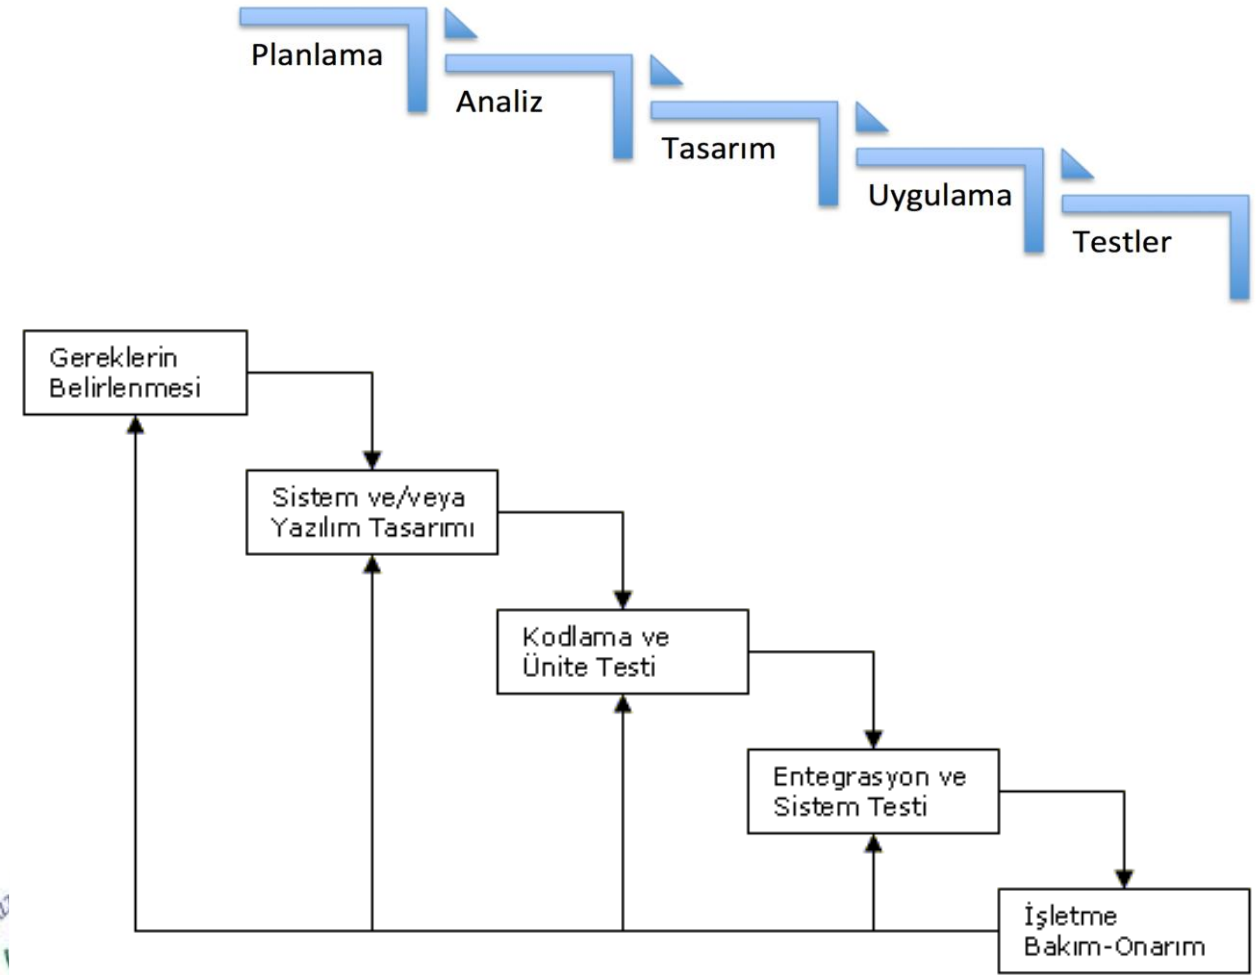 Planlama
Analiz
Tasarım
Uygulama
Testler
Gereklerin
Belirlenmesi
Sistem ve/veya
Yazılım Tasarımı
Kodlama ve
Ünite Testi
Entegrasyon ve
Sistem Testi
İşletme
Bakım-Onarım